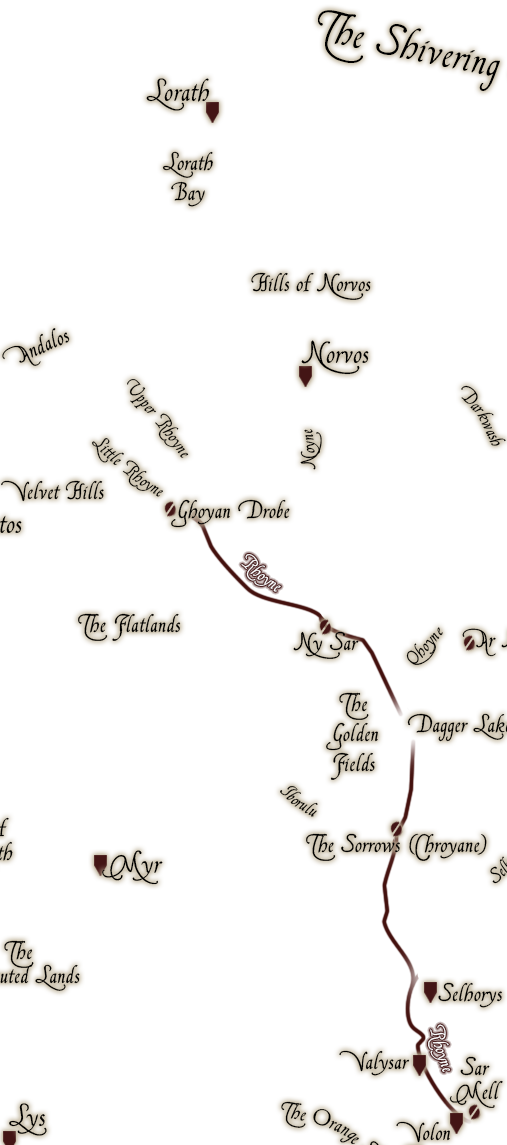 The Shivering
Lorath
Lorath
Bay
Hills of Norvos
Andalos
Norvos
Upper Rhoyne
Darkwash
Noyne
Little Rhoyne
Velvet Hills
Ghoyan Drohe
tos
Rhoyne
The Flatlands
Ny Sar
Qhoyne
Ar
The
Golden
Fields
Dagger Lake
Iborulu
f
th
The Sorrows (Chroyane)
Myr
Selh
The
uted Lands
Selhorys
Rhoyne
Valysar
Sar
Mell
Lys
The Orange
Volon